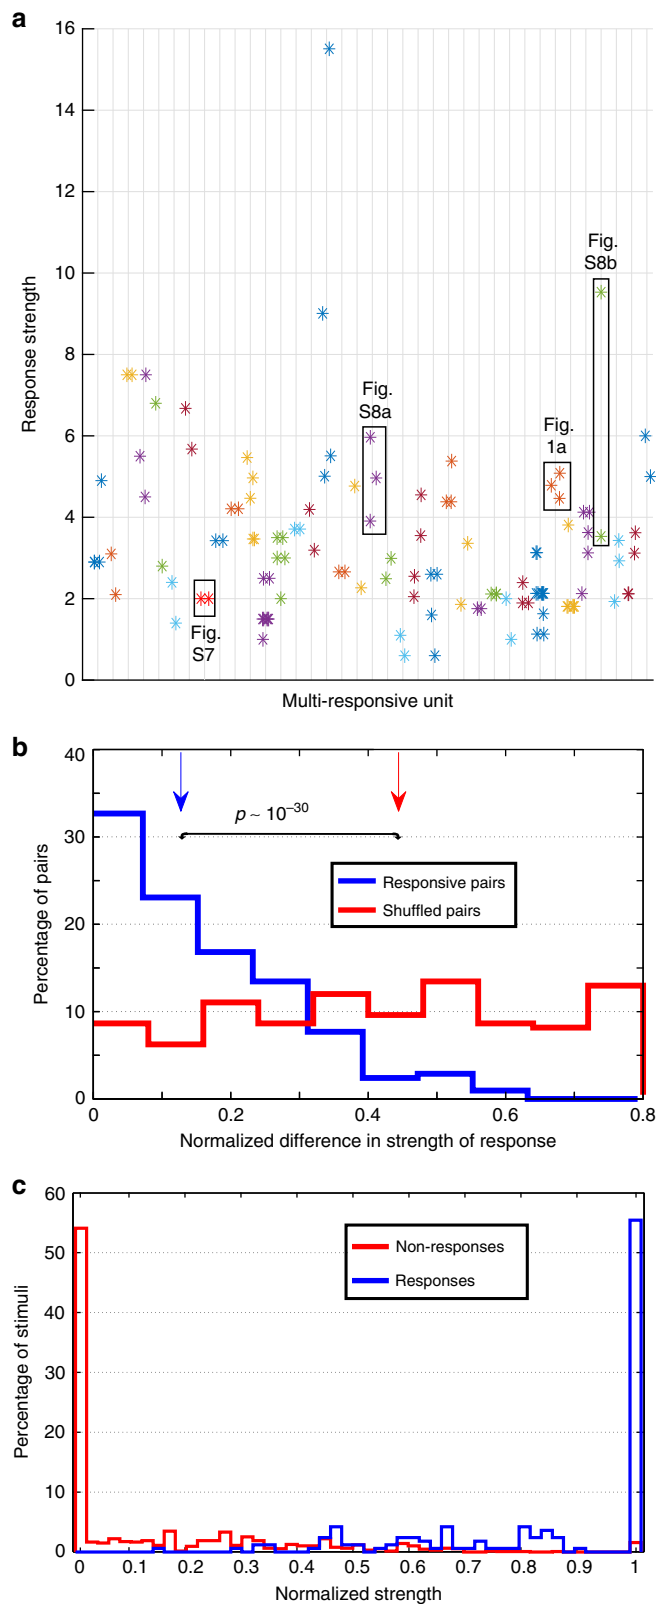 a
16
14
12
10
8
6
4
2
0
Response strength
Fig.
S8b
Fig.
S8a
Fig.
1a
Fig.
S7
Multi-responsive unit
b
40
30
20
10
0
Percentage of pairs
p ~ 10⁻³⁰
Responsive pairs
Shuffled pairs
0 0.2 0.4 0.6 0.8
Normalized difference in strength of response
c
60
50
40
30
20
10
0
Percentage of stimuli
Non-responses
Responses
0 0.1 0.2 0.3 0.4 0.5 0.6 0.7 0.8 0.9 1
Normalized strength